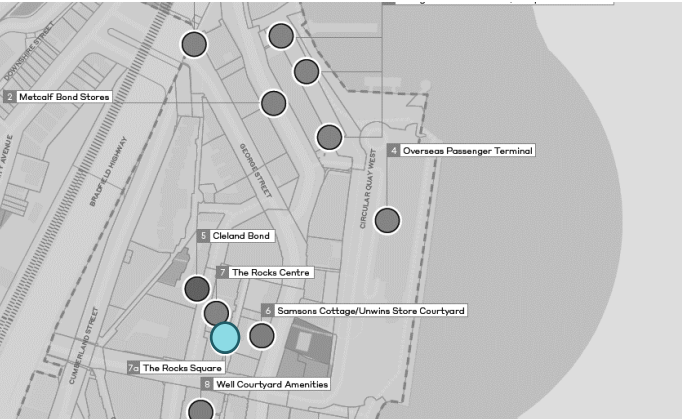 DOWNSHIRE STREET
2 Metcalf Bond Stores
BRADFIELD HIGHWAY
GEORGE STREET
CIRCULAR QUAY WEST
4 Overseas Passenger Terminal
5 Cleland Bond
7 The Rocks Centre
6 Samsons Cottage/Unwins Store Courtyard
CUMBERLAND STREET
7a The Rocks Square
8 Well Courtyard Amenities